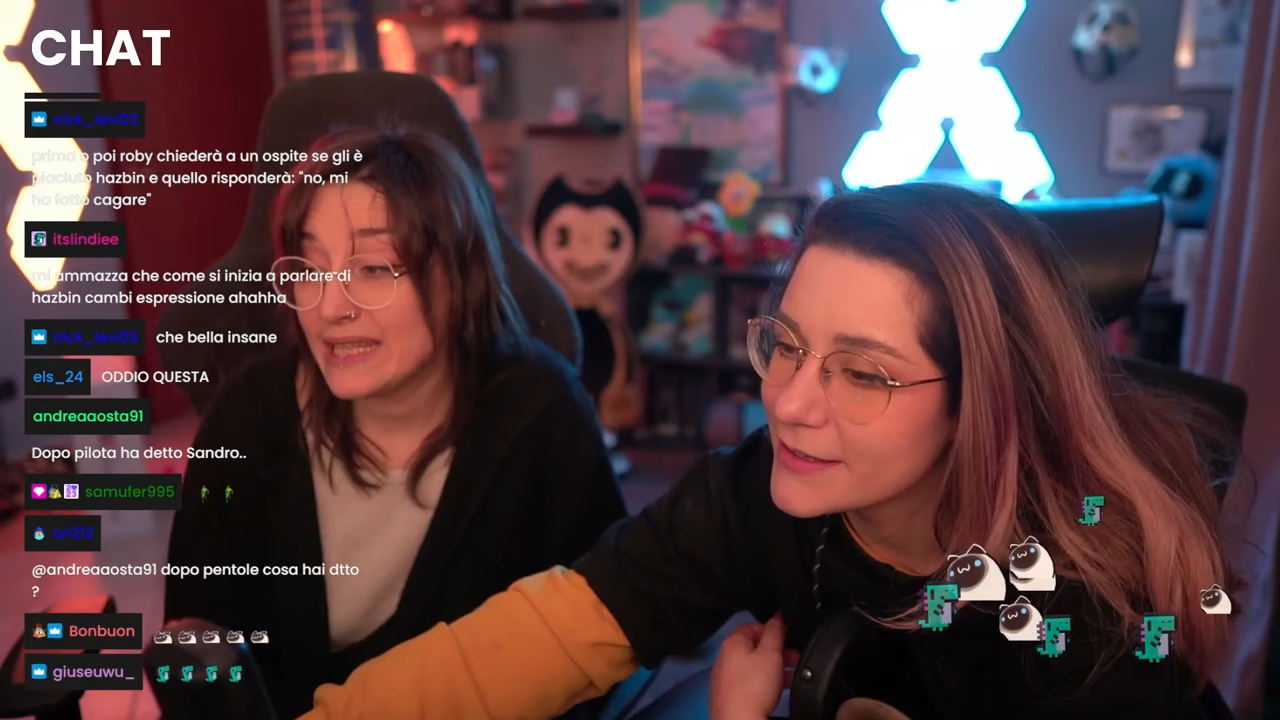 CHAT
nick_levi03
primo o poi roby chiederà a un ospite se gli è
piaciuto hazbin e quello risponderà: "no, mi
ha fatto cagare"
itslindiee
mi ammazza che come si inizia a parlare di
hazbin cambi espressione ahahha
nick_levi03 che bella insane
els_24 ODDIO QUESTA
andreaaosta91
Dopo pilota ha detto Sandro..
samufer995
ori212
@andreaaosta91 dopo pentole cosa hai dtto
?
Bonbuon
giuseuwu_